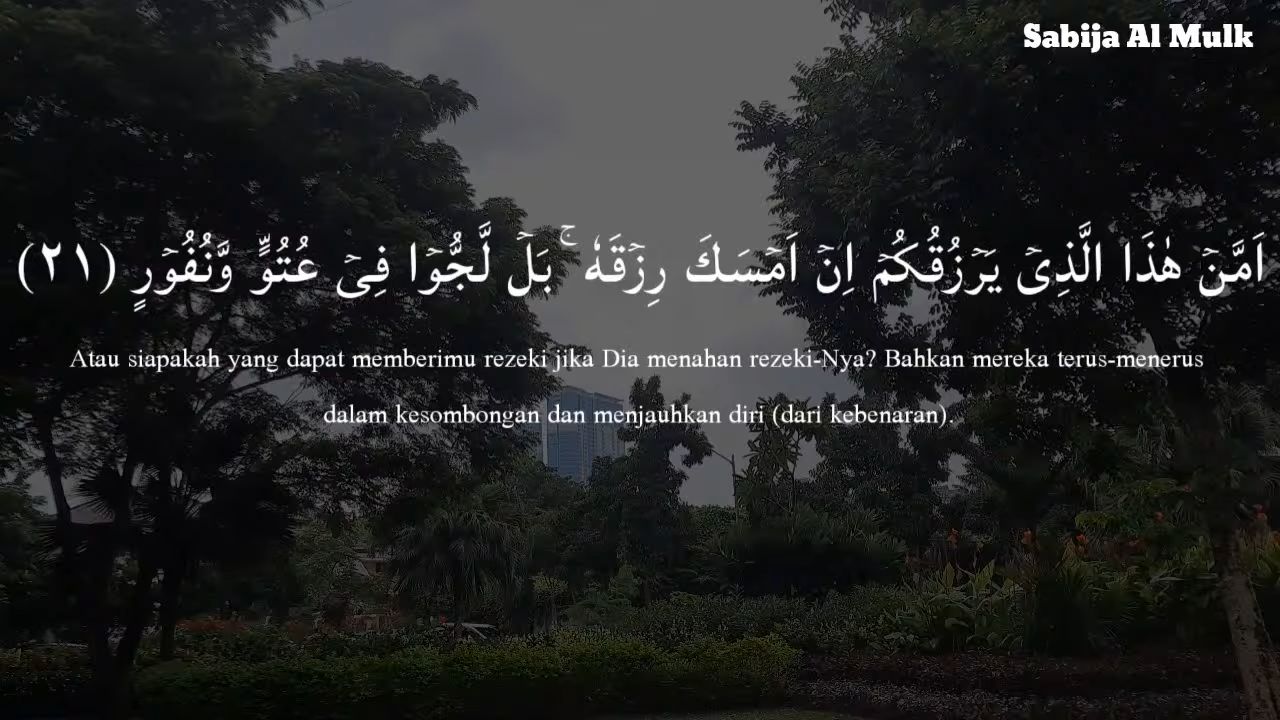 Sabija Al Mulk
اَمَّنۡ هٰذَا الَّذِىۡ يَرۡزُقُكُمۡ اِنۡ اَمۡسَكَ رِزۡقَهٗ‌ ۚ بَلۡ لَّجُّوۡا فِىۡ عُتُوٍّ وَّنُفُوۡرٍ (٢١)
Atau siapakah yang dapat memberimu rezeki jika Dia menahan rezeki-Nya? Bahkan mereka terus-menerus
dalam kesombongan dan menjauhkan diri (dari kebenaran).